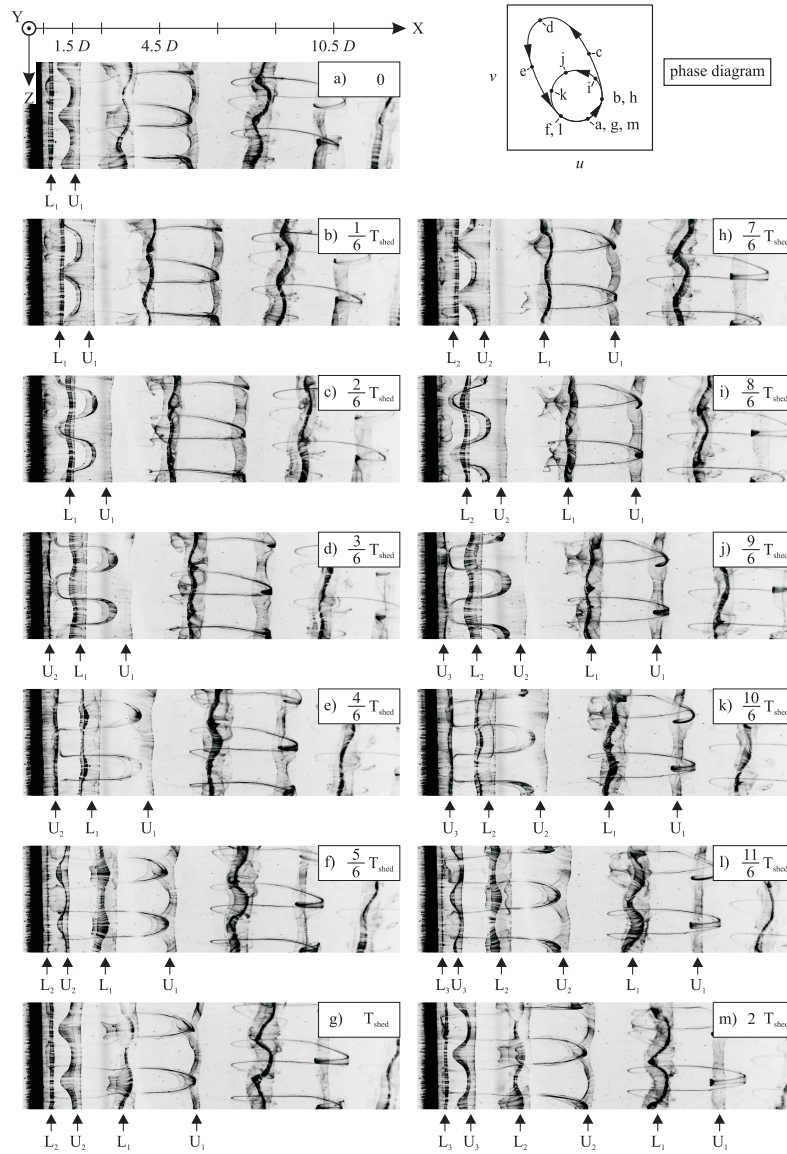 Y X
1.5 D 4.5 D 10.5 D
Z
a) 0
L1 U1
v
d
c
j
e
i
k
b, h
f, l
a, g, m
u
phase diagram
b) 1/6 Tshed
L1 U1
h) 7/6 Tshed
L2 U2 L1 U1
c) 2/6 Tshed
L1 U1
i) 8/6 Tshed
L2 U2 L1 U1
d) 3/6 Tshed
U2 L1 U1
j) 9/6 Tshed
U3 L2 U2 L1 U1
e) 4/6 Tshed
U2 L1 U1
k) 10/6 Tshed
U3 L2 U2 L1 U1
f) 5/6 Tshed
L2 U2 L1 U1
l) 11/6 Tshed
L3 U3 L2 U2 L1 U1
g) Tshed
L2 U2 L1 U1
m) 2 Tshed
L3 U3 L2 U2 L1 U1